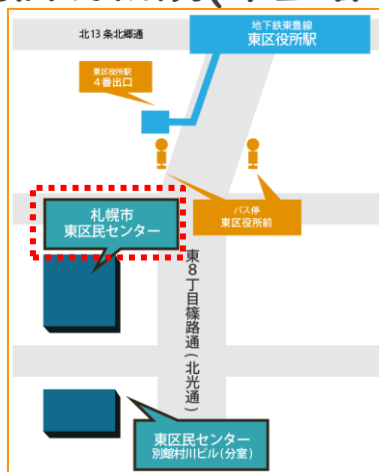 北13条北郷通
地下鉄東豊線
東区役所駅
東区役所駅
4番出口
バス停
東区役所前
札幌市
東区民センター
東8丁目篠路通(北光通)
東区民センター
別館村川ビル(分室)